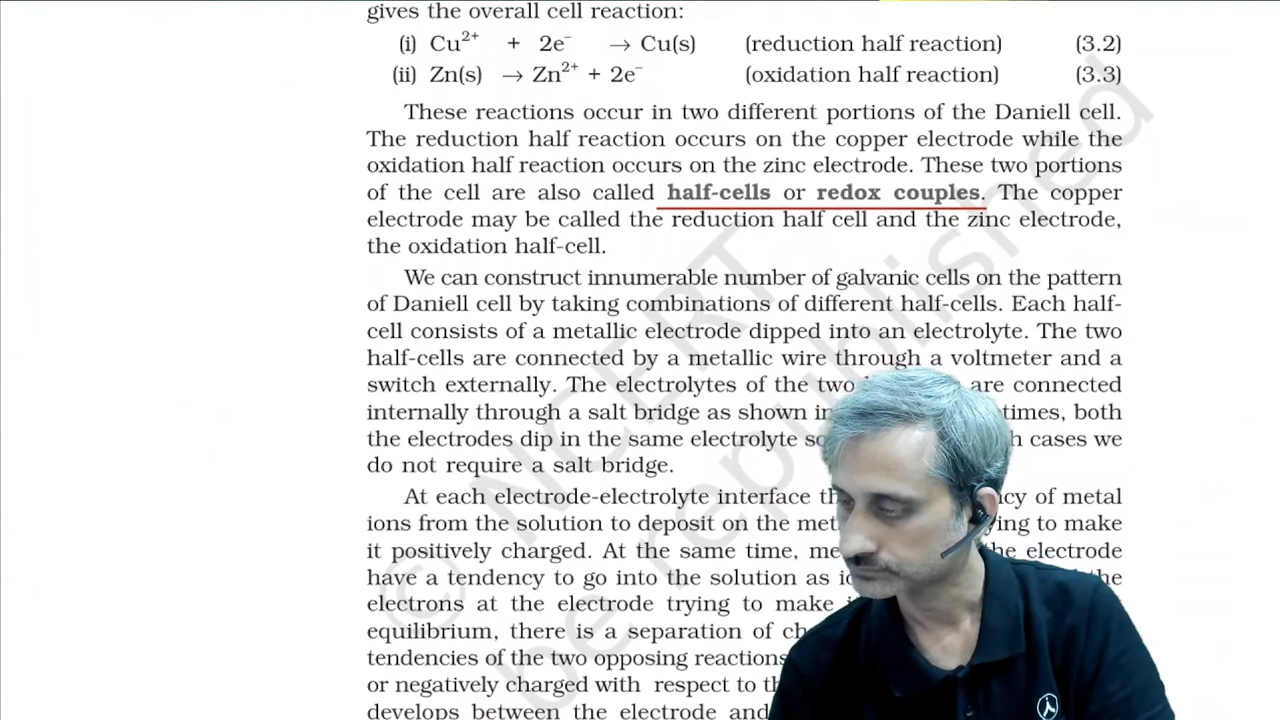 gives the overall cell reaction:
(i) Cu²⁺ + 2e⁻ → Cu(s) (reduction half reaction) (3.2)
(ii) Zn(s) → Zn²⁺ + 2e⁻ (oxidation half reaction) (3.3)
These reactions occur in two different portions of the Daniell cell.
The reduction half reaction occurs on the copper electrode while the
oxidation half reaction occurs on the zinc electrode. These two portions
of the cell are also called half-cells or redox couples. The copper
electrode may be called the reduction half cell and the zinc electrode,
the oxidation half-cell.
We can construct innumerable number of galvanic cells on the pattern
of Daniell cell by taking combinations of different half-cells. Each half-
cell consists of a metallic electrode dipped into an electrolyte. The two
half-cells are connected by a metallic wire through a voltmeter and a
switch externally. The electrolytes of the two are connected
internally through a salt bridge as shown in times, both
the electrodes dip in the same electrolyte cases we
do not require a salt bridge.
At each electrode-electrolyte interface of metal
ions from the solution to deposit on the to make
it positively charged. At the same time, the electrode
have a tendency to go into the solution as the
electrons at the electrode trying to make
equilibrium, there is a separation of
tendencies of the two opposing reactions
or negatively charged with respect to
develops between the electrode and
© NCERT
be republished